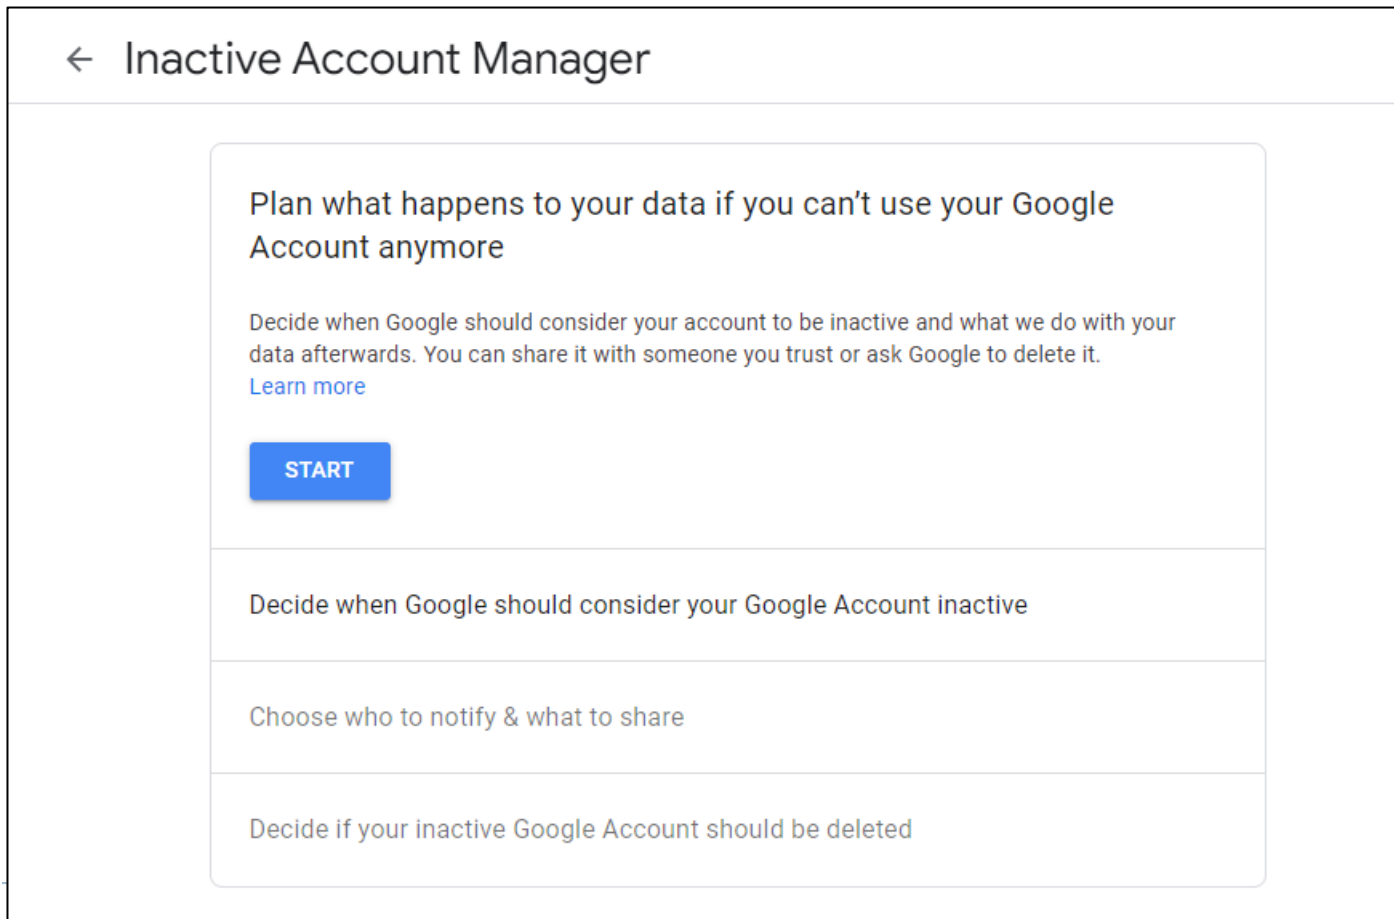 Inactive Account Manager
Plan what happens to your data if you can’t use your Google
Account anymore
Decide when Google should consider your account to be inactive and what we do with your
data afterwards. You can share it with someone you trust or ask Google to delete it.
Learn more
START
Decide when Google should consider your Google Account inactive
Choose who to notify & what to share
Decide if your inactive Google Account should be deleted